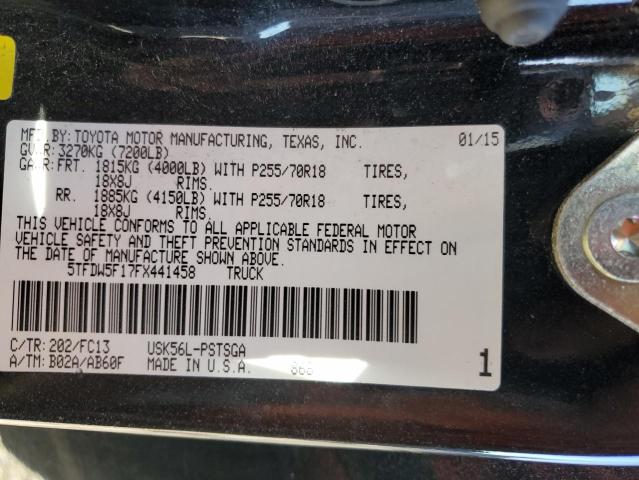 MFD.BY: TOYOTA MOTOR MANUFACTURING, TEXAS, INC. 01/15
GVWR: 3270KG (7200LB)
GAWR: FRT. 1815KG (4000LB) WITH P255/70R18 TIRES,
18X8J RIMS.
RR. 1885KG (4150LB) WITH P255/70R18 TIRES,
18X8J RIMS.
THIS VEHICLE CONFORMS TO ALL APPLICABLE FEDERAL MOTOR
VEHICLE SAFETY AND THEFT PREVENTION STANDARDS IN EFFECT ON
THE DATE OF MANUFACTURE SHOWN ABOVE.
5TFDW5F17FX441458 TRUCK
C/TR: 202/FC13 USK56L-PSTSGA
A/TM: B02A/AB60F MADE IN U.S.A. 868 1